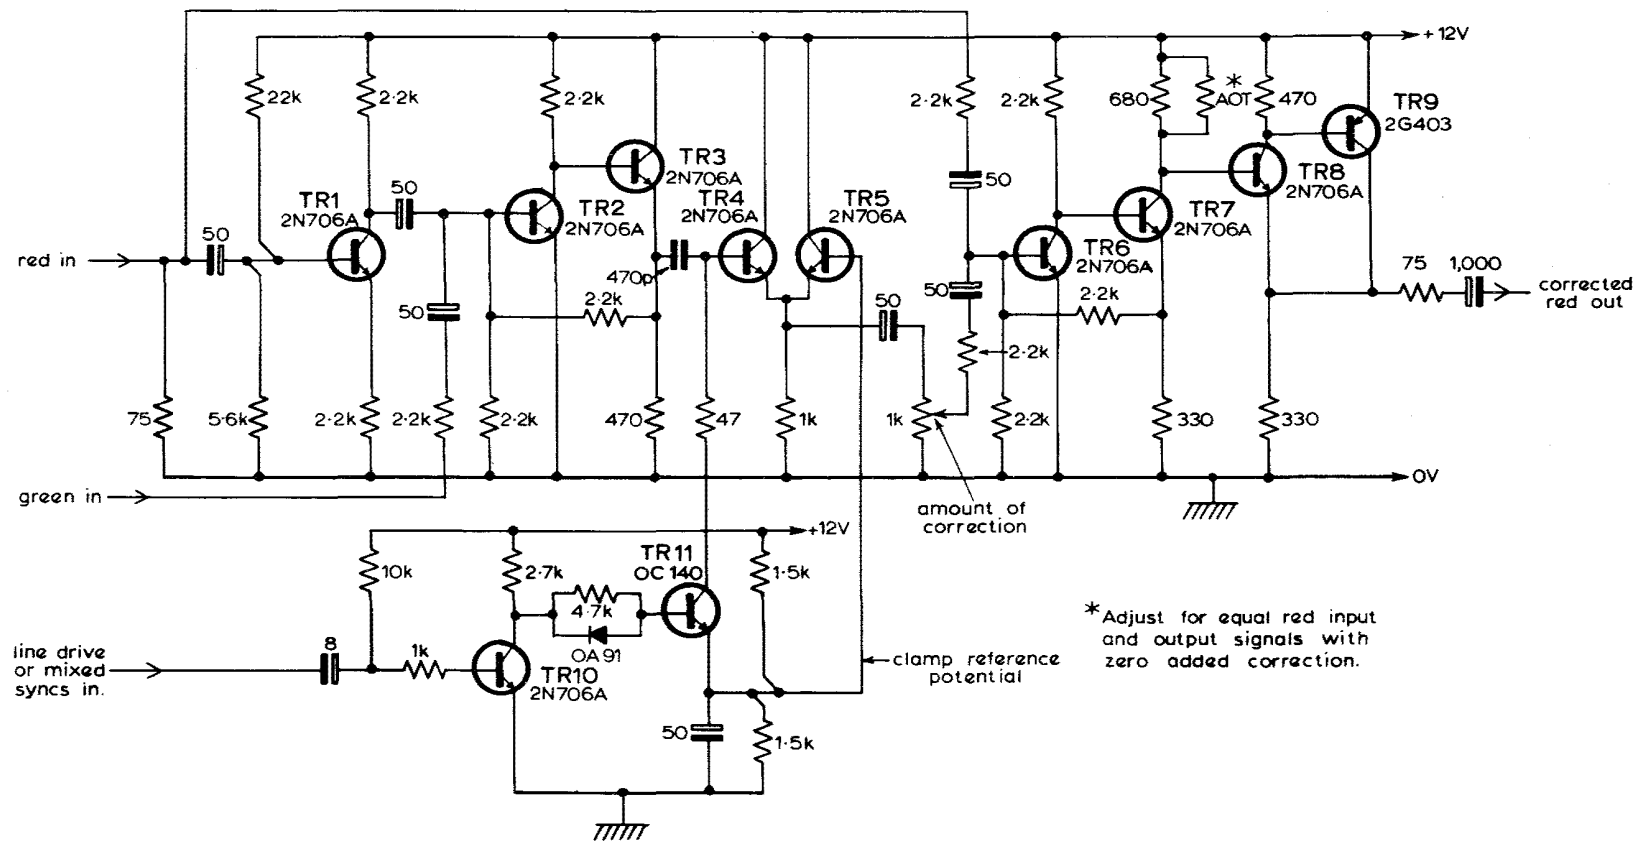 +12V
22k
2·2k
2·2k
2·2k
2·2k
680
*
AOT
470
TR9
2G403
TR1
2N706A
50
TR2
2N706A
TR3
2N706A
TR4
2N706A
TR5
2N706A
50
TR6
2N706A
TR7
2N706A
TR8
2N706A
red in
50
50
470p
2·2k
50
50
2·2k
2·2k
75
1,000
corrected
red out
75
5·6k
2·2k
2·2k
2·2k
470
47
1k
1k
2·2k
330
330
0V
green in
amount of
correction
+12V
10k
2·7k
TR11
OC 140
1·5k
4·7k
OA91
line drive
or mixed
syncs in.
8
1k
TR10
2N706A
clamp reference
potential
50
1·5k
*Adjust for equal red input
and output signals with
zero added correction.